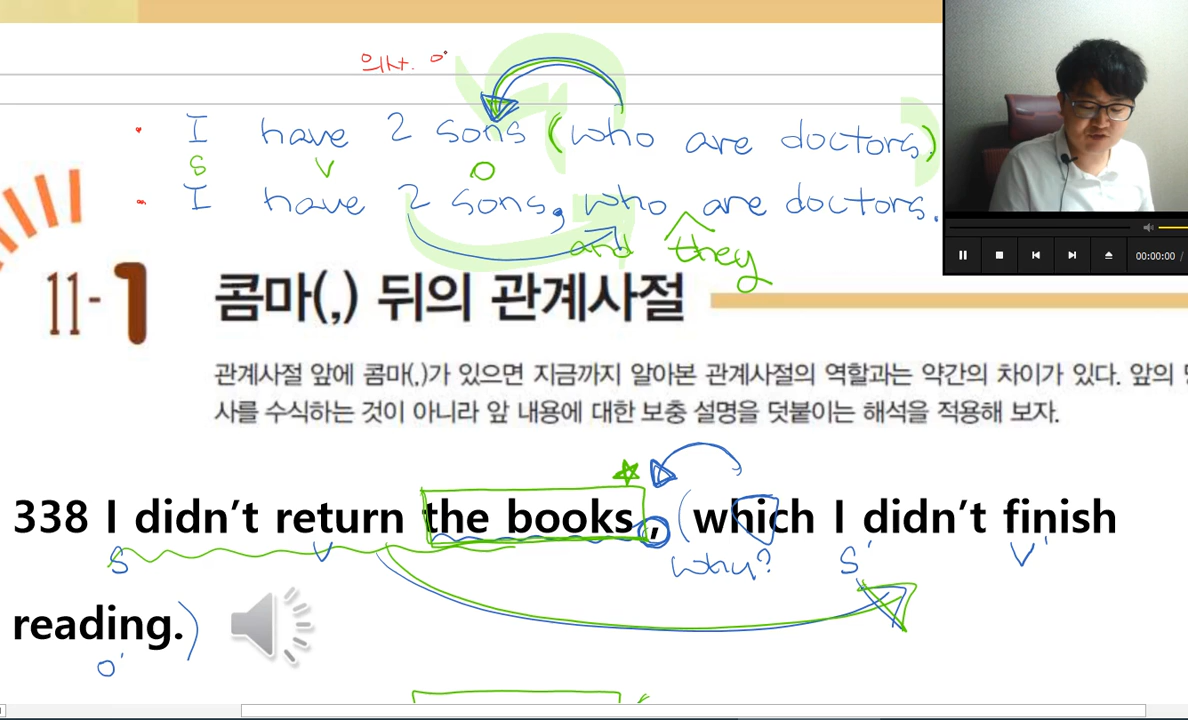 I have 2 sons (who are doctors)
S V O
I have 2 sons, who are doctors.
and they
11-1 콤마(,) 뒤의 관계사절
관계사절 앞에 콤마(,)가 있으면 지금까지 알아본 관계사절의 역할과는 약간의 차이가 있다. 앞의
사를 수식하는 것이 아니라 앞 내용에 대한 보충 설명을 덧붙이는 해석을 적용해 보자.
00:00:00 /
338 I didn't return the books, (which I didn't finish
S V why? S' V'
reading.)
O'